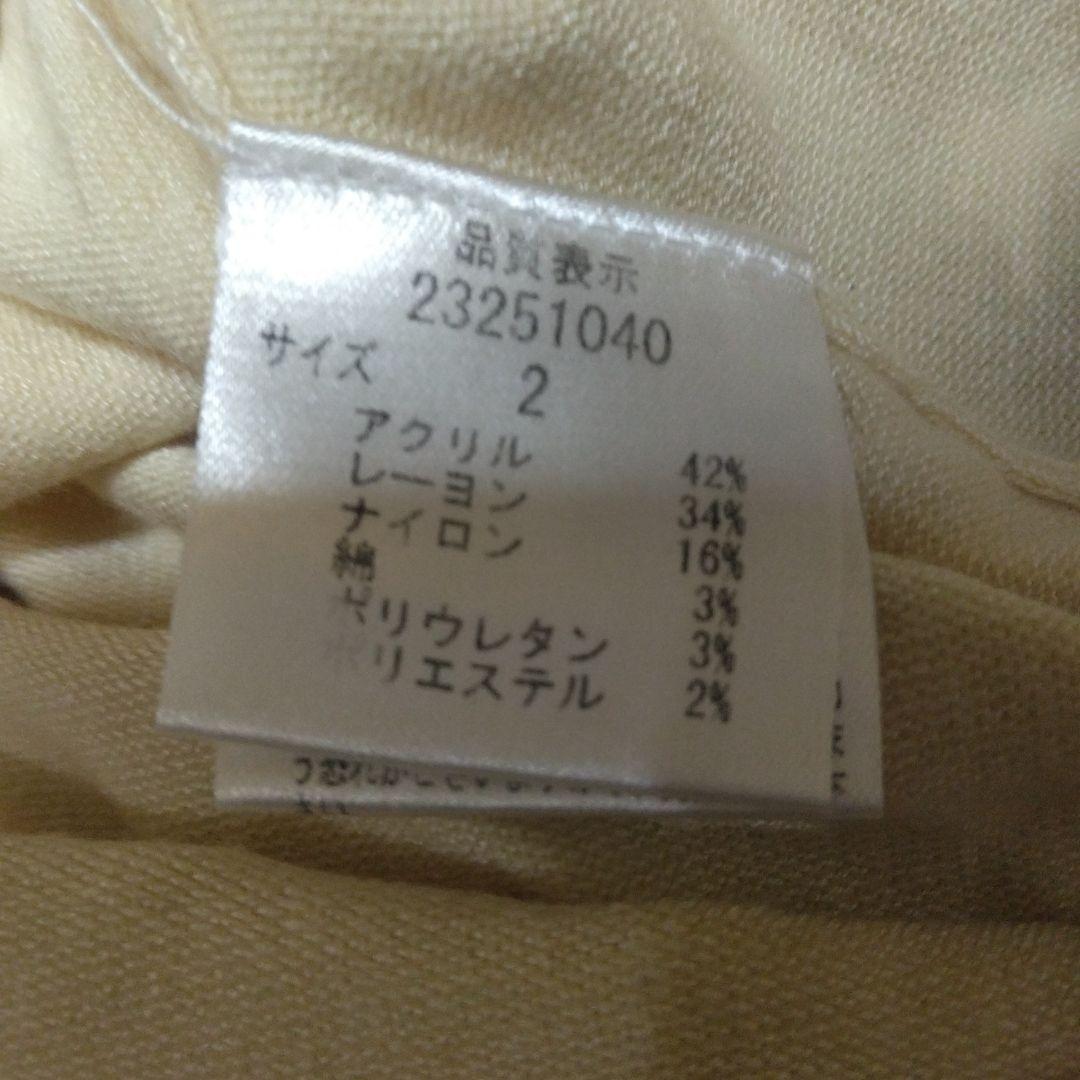 品質表示
23251040
サイズ 2
アクリル 42%
レーヨン 34%
ナイロン 16%
綿 3%
ポリウレタン 3%
ポリエステル 2%